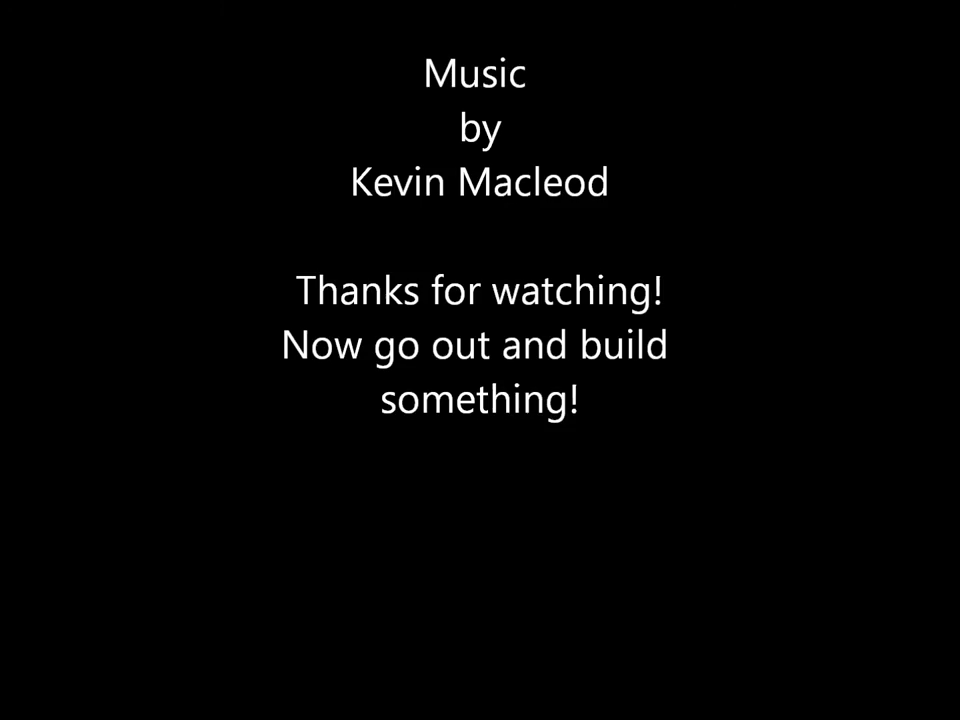 Music
by
Kevin Macleod
Thanks for watching!
Now go out and build
something!